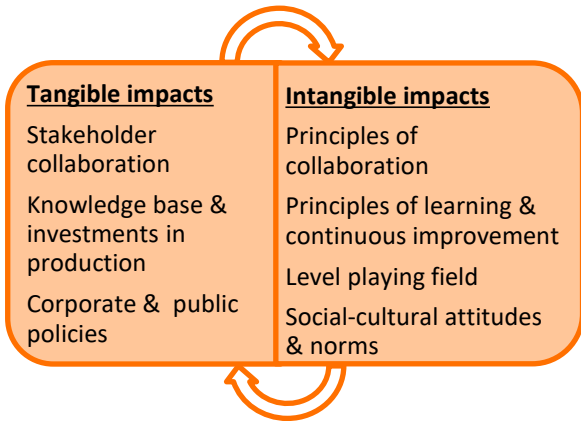 Tangible impacts
Stakeholder
collaboration
Knowledge base &
investments in
production
Corporate & public
policies
Intangible impacts
Principles of
collaboration
Principles of learning &
continuous improvement
Level playing field
Social-cultural attitudes
& norms